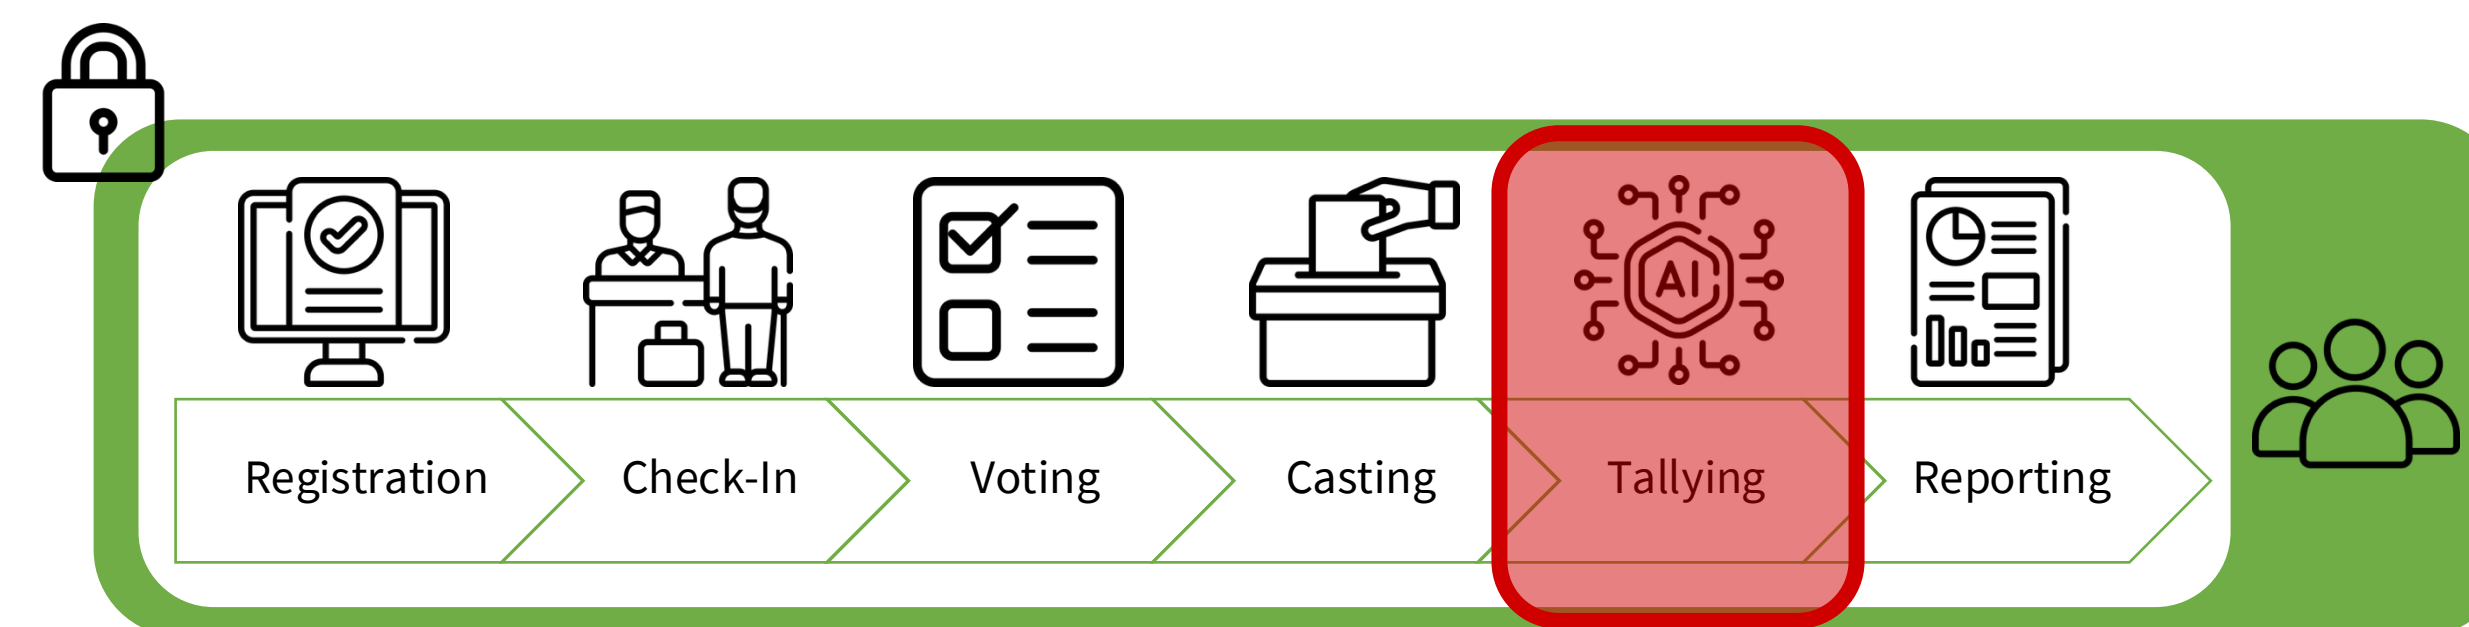 AI
Registration
Check-In
Voting
Casting
Tallying
Reporting